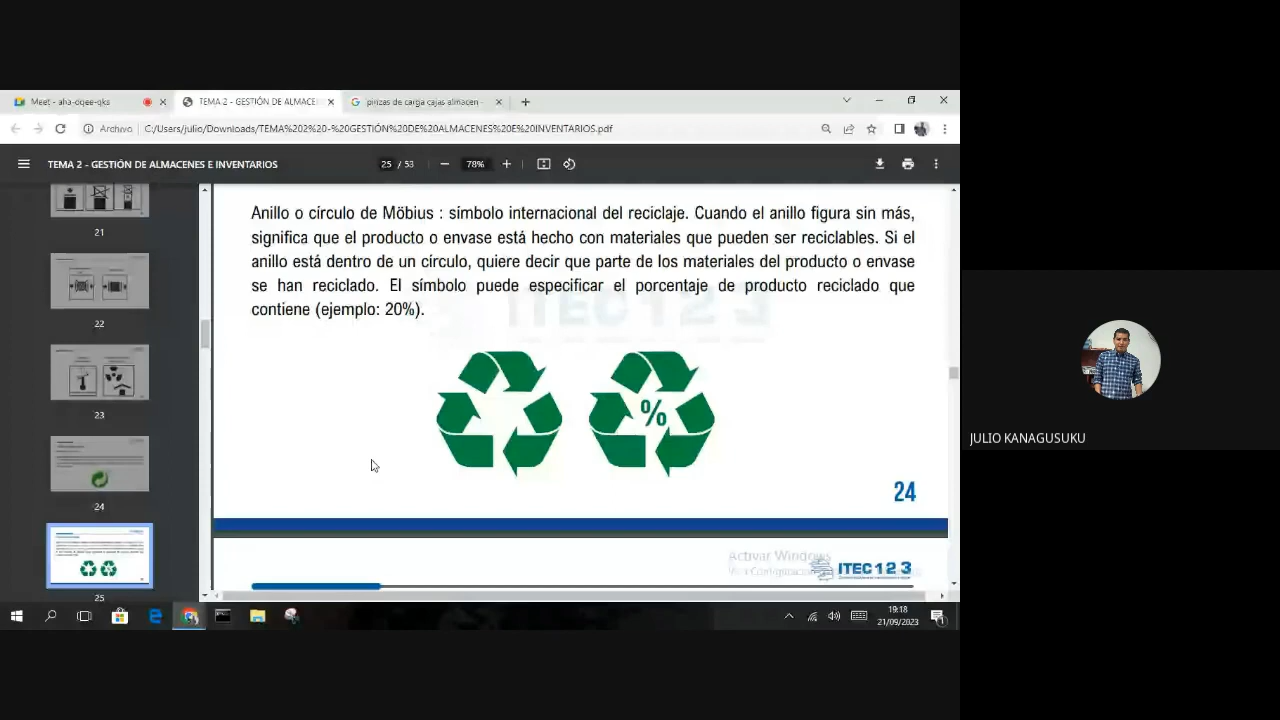 Meet - aha-dqee-qks
TEMA 2 - GESTIÓN DE ALMACE
pinzas de carga cajas almacen -
Archivo
C:/Users/julio/Downloads/TEMA%202%20-%20GESTIÓN%20DE%20ALMACENES%20E%20INVENTARIOS.pdf
TEMA 2 - GESTIÓN DE ALMACENES E INVENTARIOS
25 / 53
78%
21
22
23
24
25
Anillo o círculo de Möbius : símbolo internacional del reciclaje. Cuando el anillo figura sin más,
significa que el producto o envase está hecho con materiales que pueden ser reciclables. Si el
anillo está dentro de un círculo, quiere decir que parte de los materiales del producto o envase
se han reciclado. El símbolo puede especificar el porcentaje de producto reciclado que
contiene (ejemplo: 20%).
ITEC 1 2 3
%
24
Activar Windows
ITEC 1 2 3
19:18
21/09/2023
JULIO KANAGUSUKU